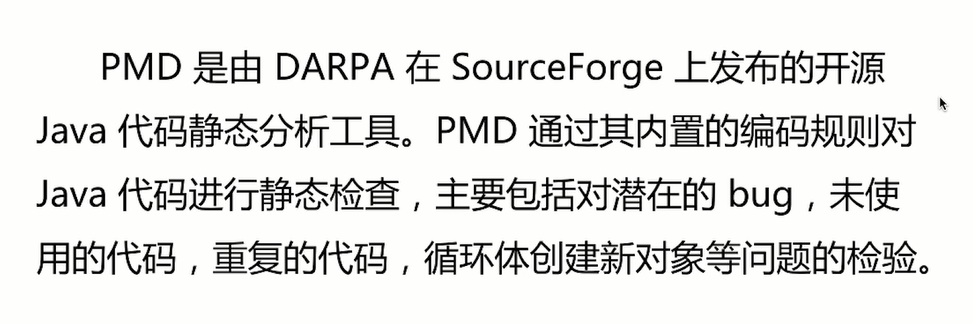 PMD 是由 DARPA 在 SourceForge 上发布的开源
Java 代码静态分析工具。PMD 通过其内置的编码规则对
Java 代码进行静态检查，主要包括对潜在的 bug，未使
用的代码，重复的代码，循环体创建新对象等问题的检验。